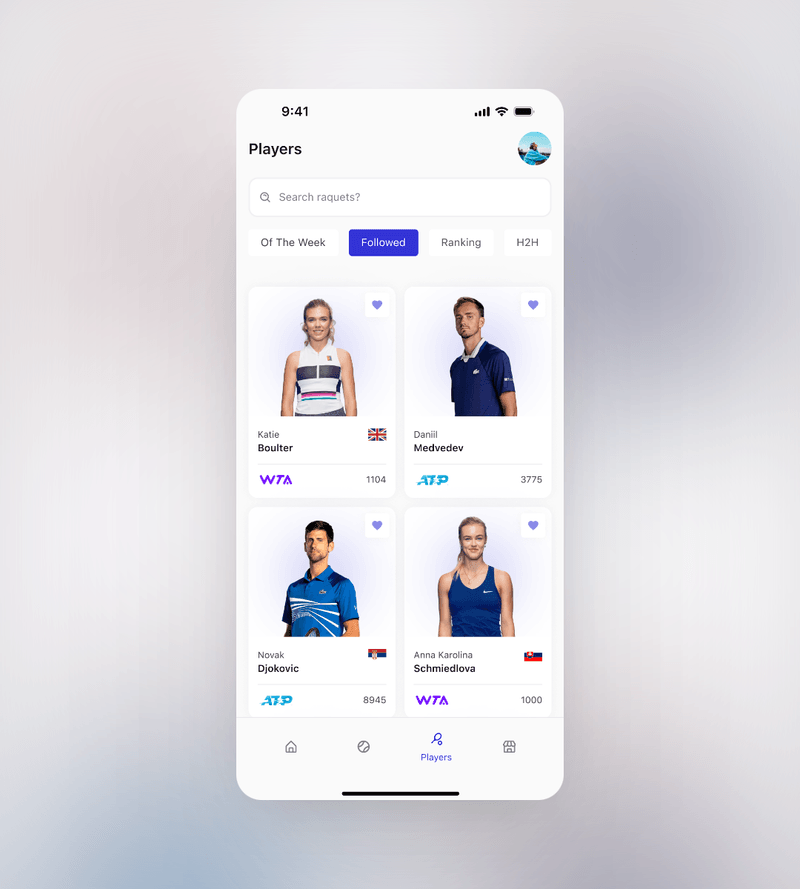 9:41
Players
Search raquets?
Of The Week Followed Ranking H2H
Katie
Boulter
WTA 1104
Daniil
Medvedev
ATP 3775
Novak
Djokovic
ATP 8945
Anna Karolina
Schmiedlova
WTA 1000
Players